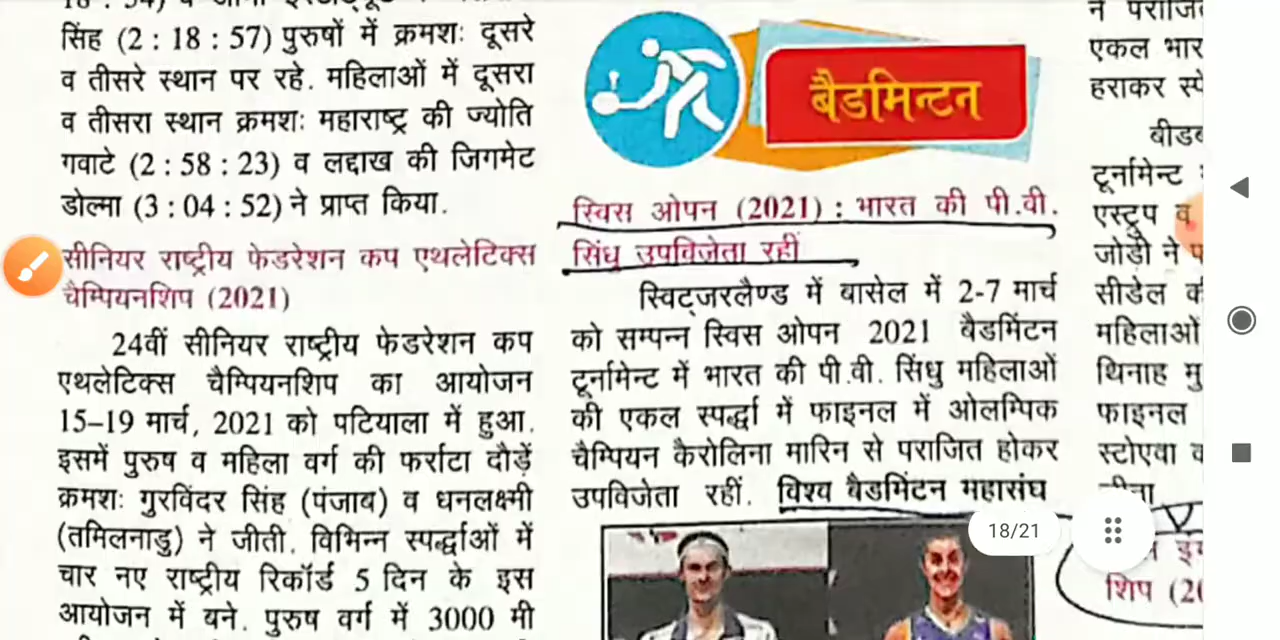 सिंह (2 : 18 : 57) पुरुषों में क्रमशः दूसरे
व तीसरे स्थान पर रहे. महिलाओं में दूसरा
व तीसरा स्थान क्रमशः महाराष्ट्र की ज्योति
गवाटे (2 : 58 : 23) व लद्दाख की जिगमेट
डोल्मा (3 : 04 : 52) ने प्राप्त किया.
सीनियर राष्ट्रीय फेडरेशन कप एथलेटिक्स
चैम्पियनशिप (2021)
24वीं सीनियर राष्ट्रीय फेडरेशन कप
एथलेटिक्स चैम्पियनशिप का आयोजन
15–19 मार्च, 2021 को पटियाला में हुआ.
इसमें पुरुष व महिला वर्ग की फर्राटा दौड़ें
क्रमशः गुरविंदर सिंह (पंजाब) व धनलक्ष्मी
(तमिलनाडु) ने जीती. विभिन्न स्पर्द्धाओं में
चार नए राष्ट्रीय रिकॉर्ड 5 दिन के इस
आयोजन में बने. पुरुष वर्ग में 3000 मी
बैडमिन्टन
स्विस ओपन (2021) : भारत की पी.वी.
सिंधु उपविजेता रहीं
स्विट्जरलैण्ड में बासेल में 2-7 मार्च
को सम्पन्न स्विस ओपन 2021 बैडमिंटन
टूर्नामेन्ट में भारत की पी.वी. सिंधु महिलाओं
की एकल स्पर्द्धा में फाइनल में ओलम्पिक
चैम्पियन कैरोलिना मारिन से पराजित होकर
उपविजेता रहीं. विश्व बैडमिंटन महासंघ
एकल भार
हराकर स्पे
टूर्नामेन्ट
एस्ट्रुप व
जोड़ी ने
सीडेल
महिलाओं
थिनाह मु
फाइनल
स्टोएवा
शिप (20
18/21